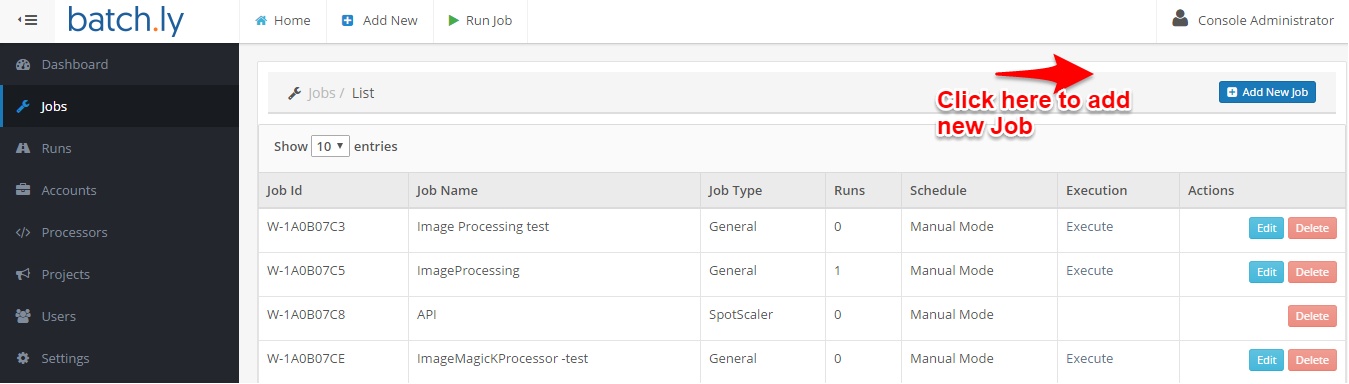 batch.ly
Home
Add New
Run Job
Console Administrator
Dashboard
Jobs
Runs
Accounts
Processors
Projects
Users
Settings
Jobs / List
Click here to add
new Job
Add New Job
Show 10 entries
Job Id Job Name Job Type Runs Schedule Execution Actions
W-1A0B07C3 Image Processing test General 0 Manual Mode Execute Edit Delete
W-1A0B07C5 ImageProcessing General 1 Manual Mode Execute Edit Delete
W-1A0B07C8 API SpotScaler 0 Manual Mode Delete
W-1A0B07CE ImageMagicKProcessor -test General 0 Manual Mode Execute Edit Delete